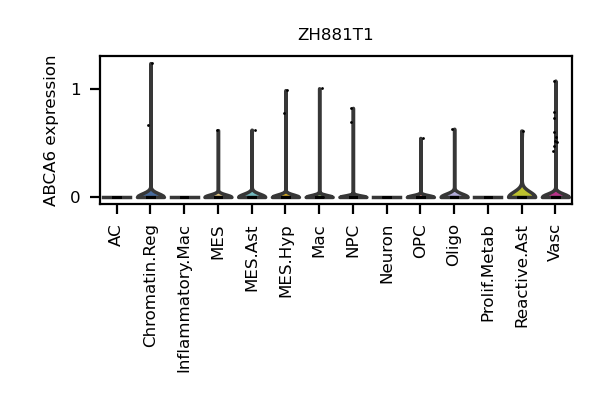 ZH881T1
ABCA6 expression
1
0
AC
Chromatin.Reg
Inflammatory.Mac
MES
MES.Ast
MES.Hyp
Mac
NPC
Neuron
OPC
Oligo
Prolif.Metab
Reactive.Ast
Vasc